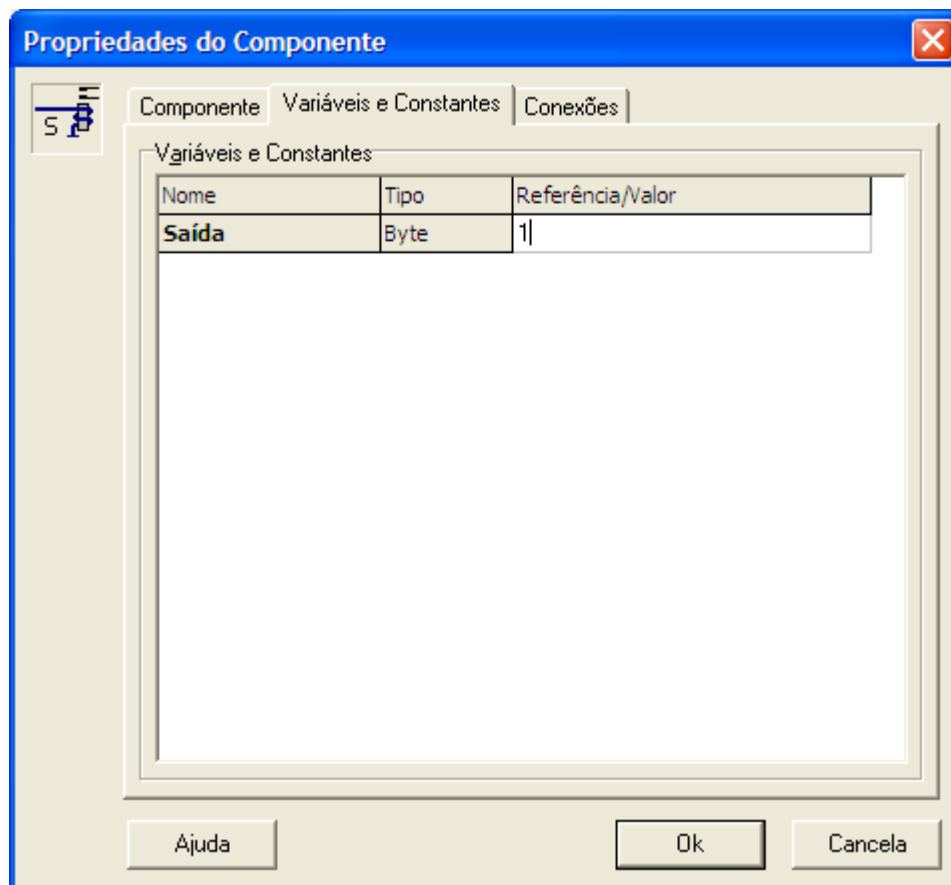 Propriedades do Componente
S
Componente Variáveis e Constantes Conexões
Variáveis e Constantes
Nome Tipo Referência/Valor
Saída Byte 1
Ajuda Ok Cancela